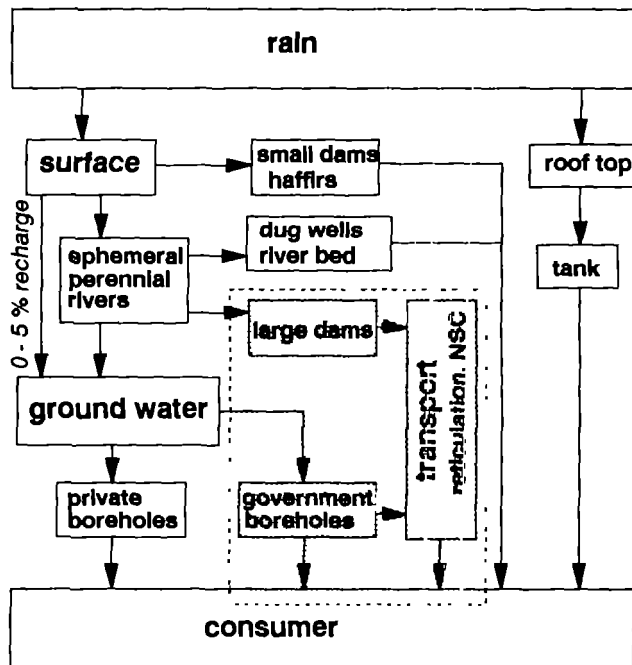 rain
surface
small dams
haffirs
roof top
0 - 5 % recharge
ephemeral
perennial
rivers
dug wells
river bed
tank
large dams
transport
reticulation. NSC
ground water
private
boreholes
government
boreholes
consumer